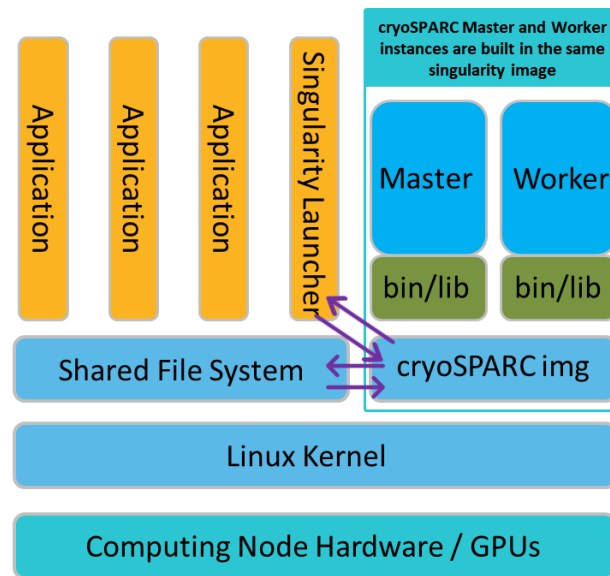 cryoSPARC Master and Worker
instances are built in the same
singularity image
Application
Application
Application
Singularity Launcher
Master
Worker
bin/lib
bin/lib
Shared File System
cryoSPARC img
Linux Kernel
Computing Node Hardware / GPUs